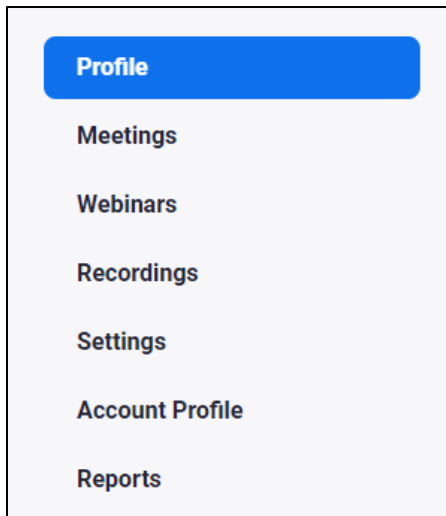 Profile
Meetings
Webinars
Recordings
Settings
Account Profile
Reports